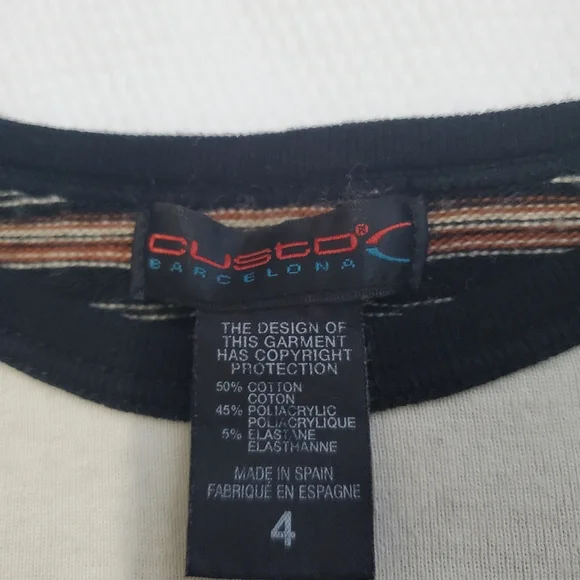 custo®
BARCELONA
THE DESIGN OF
THIS GARMENT
HAS COPYRIGHT
PROTECTION
50% COTTON
COTON
45% POLIACRYLIC
POLIACRYLIQUE
5% ELASTANE
ELASTHANNE
MADE IN SPAIN
FABRIQUÉ EN ESPAGNE
4